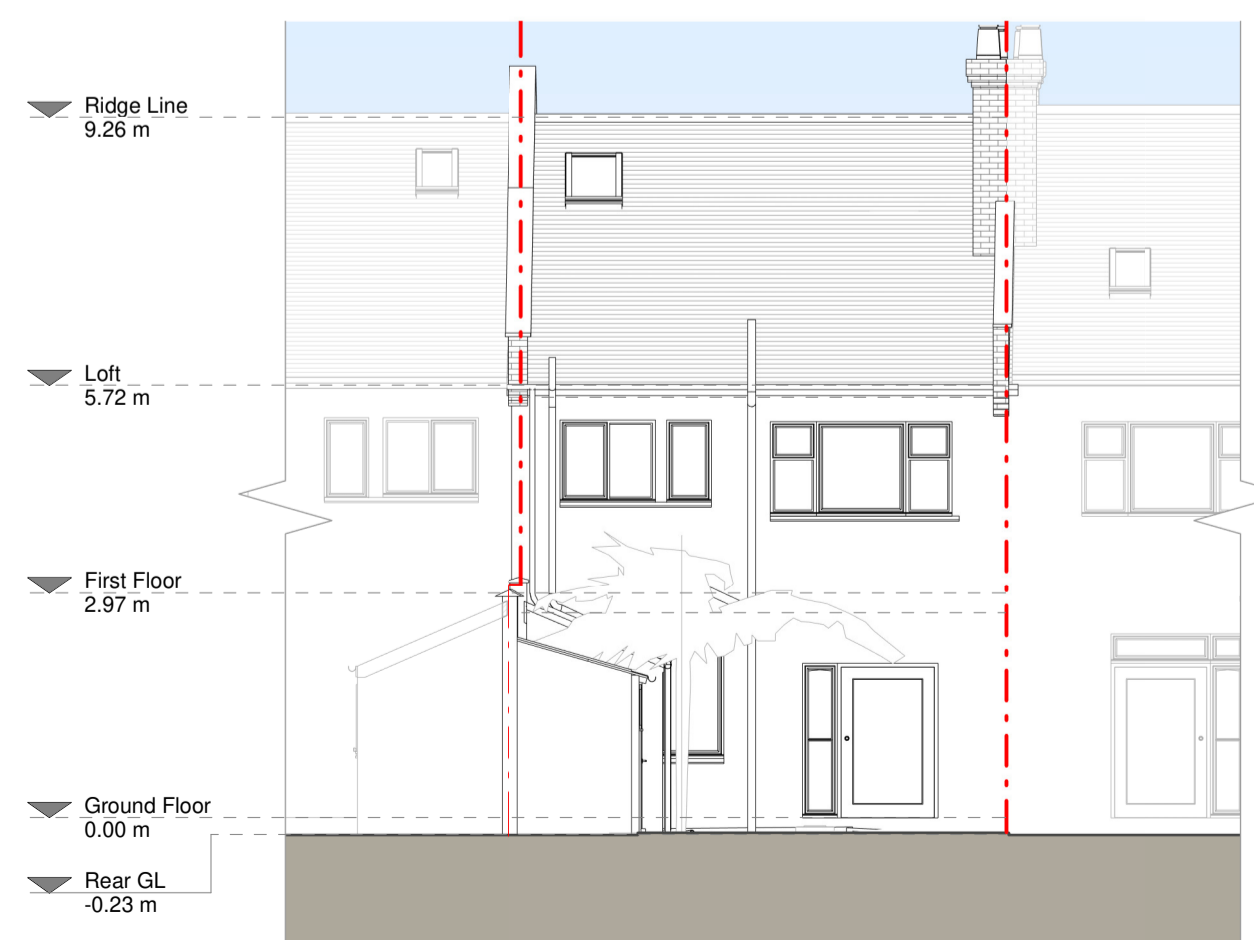 Ridge Line
9.26 m
Loft
5.72 m
First Floor
2.97 m
Ground Floor
0.00 m
Rear GL
-0.23 m